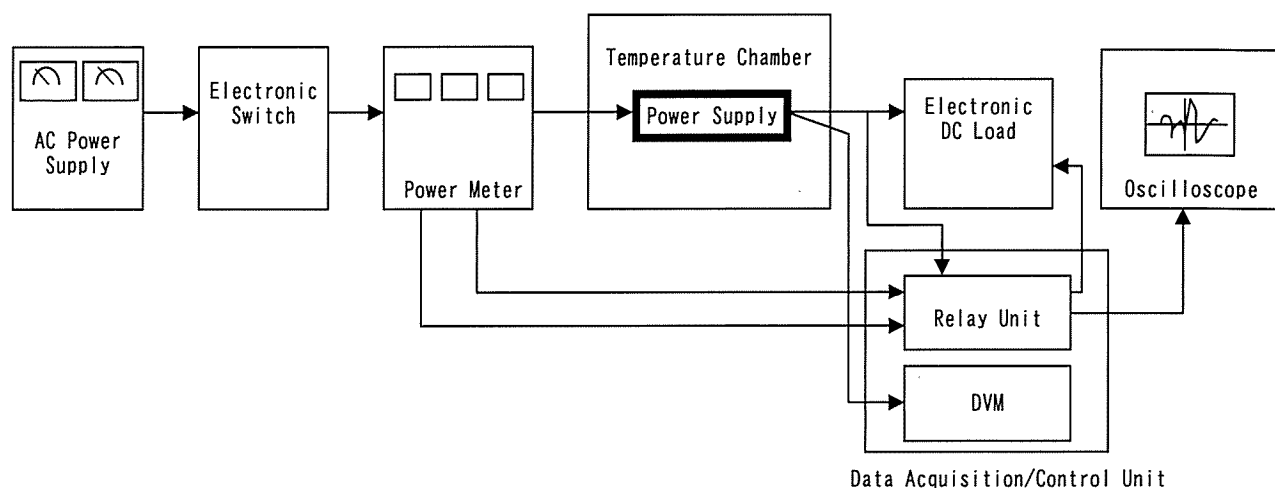 AC Power
Supply
Electronic
Switch
Power Meter
Temperature Chamber
Power Supply
Electronic
DC Load
Oscilloscope
Relay Unit
DVM
Data Acquisition/Control Unit